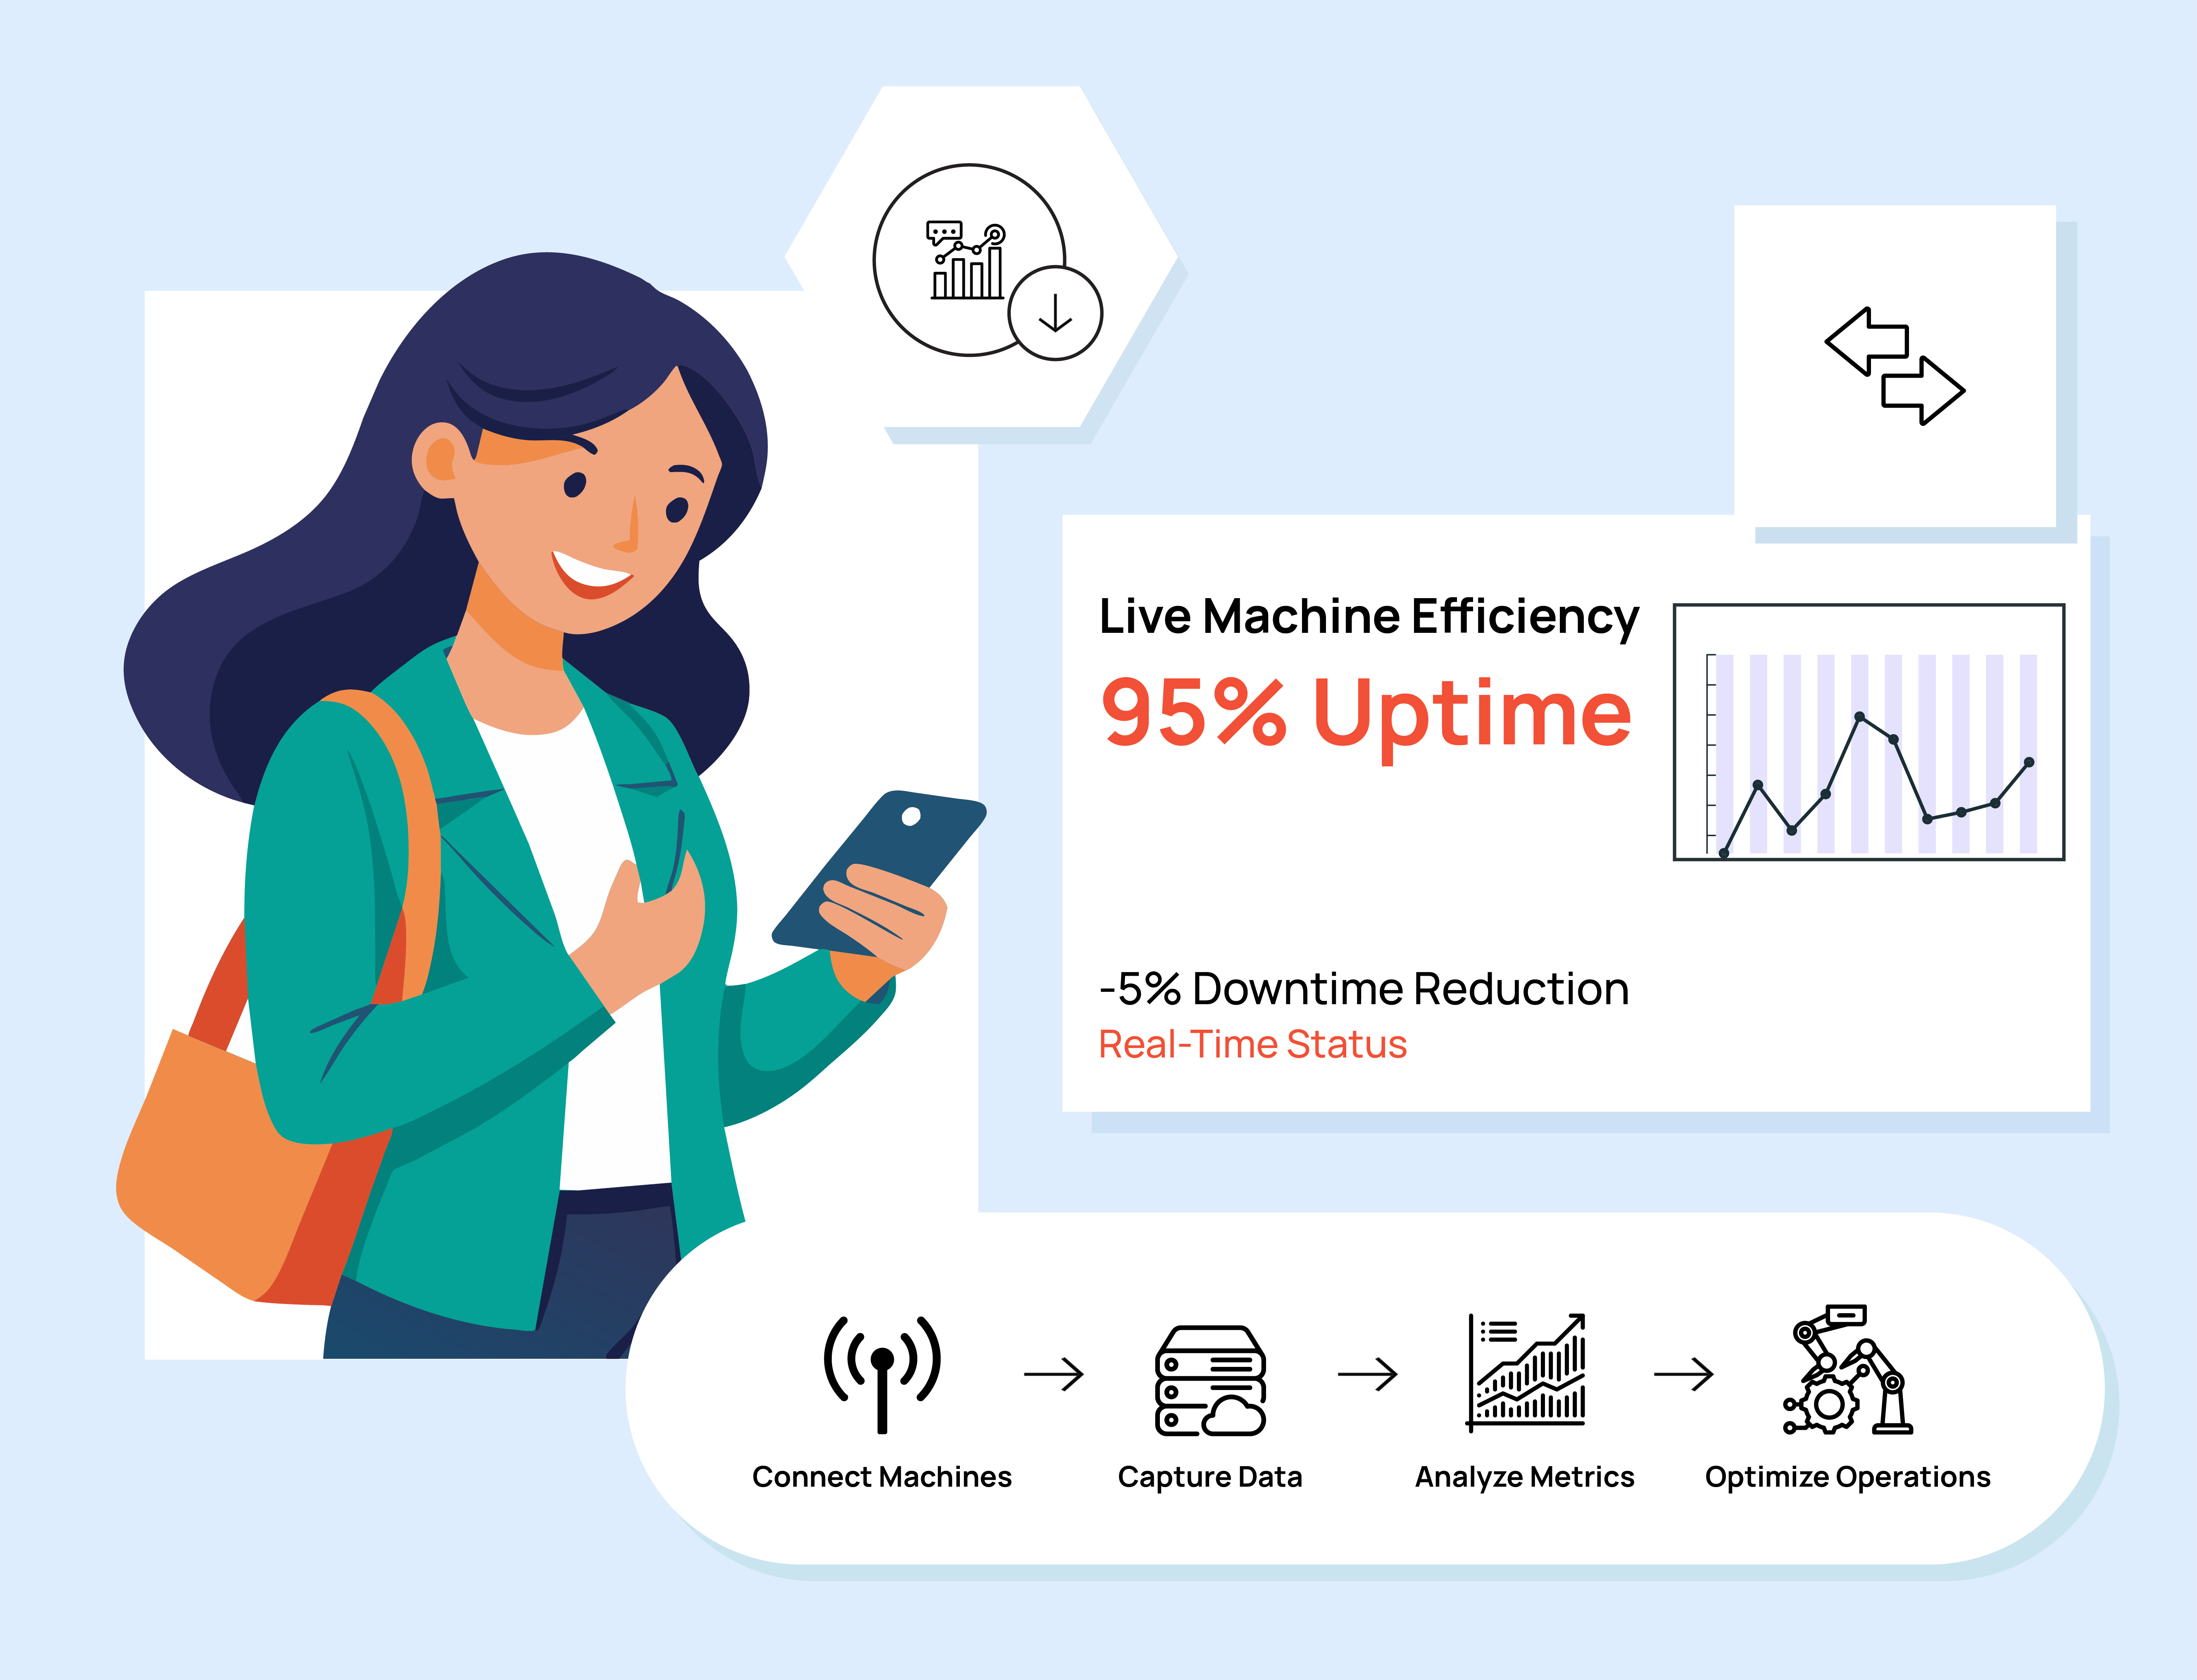 Live Machine Efficiency
95% Uptime
-5% Downtime Reduction
Real-Time Status
Connect Machines
Capture Data
Analyze Metrics
Optimize Operations